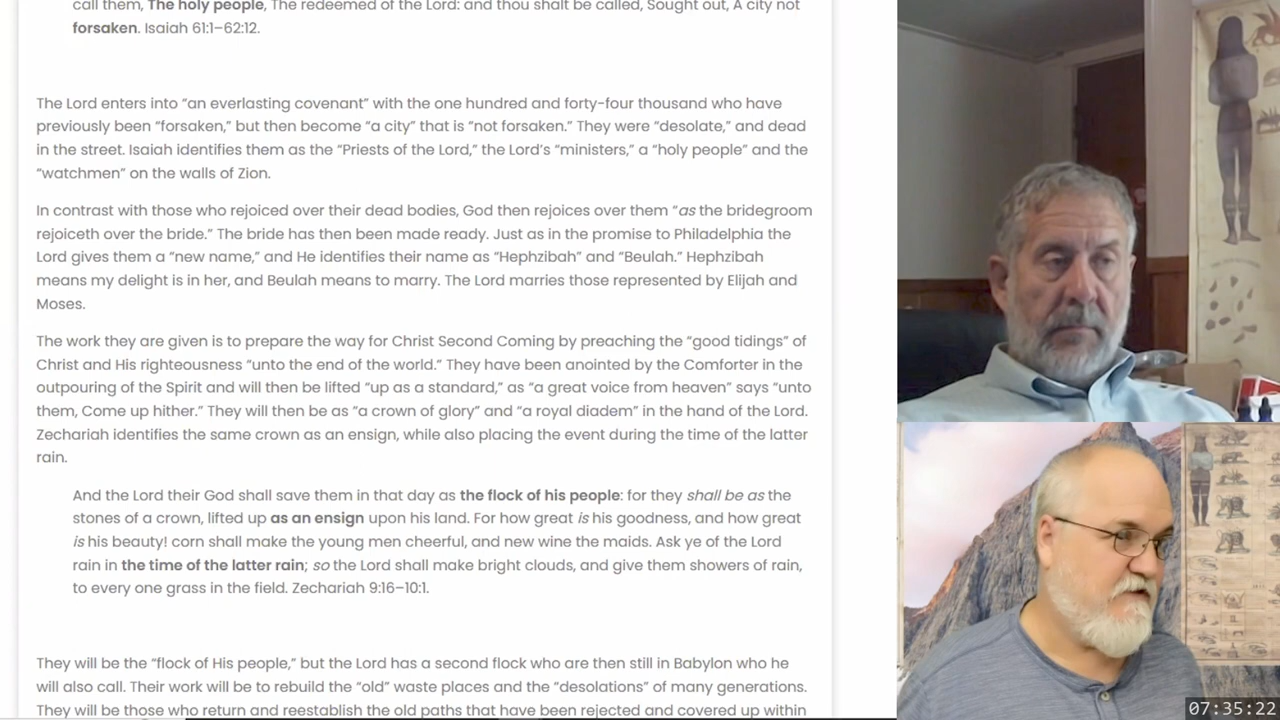 call them, The holy people, The redeemed of the Lord: and thou shalt be called, Sought out, A city not
forsaken. Isaiah 61:1–62:12.
The Lord enters into “an everlasting covenant” with the one hundred and forty-four thousand who have
previously been “forsaken,” but then become “a city” that is “not forsaken.” They were “desolate,” and dead
in the street. Isaiah identifies them as the “Priests of the Lord,” the Lord’s “ministers,” a “holy people” and the
“watchmen” on the walls of Zion.
In contrast with those who rejoiced over their dead bodies, God then rejoices over them “as the bridegroom
rejoiceth over the bride.” The bride has then been made ready. Just as in the promise to Philadelphia the
Lord gives them a “new name,” and He identifies their name as “Hephzibah” and “Beulah.” Hephzibah
means my delight is in her, and Beulah means to marry. The Lord marries those represented by Elijah and
Moses.
The work they are given is to prepare the way for Christ Second Coming by preaching the “good tidings” of
Christ and His righteousness “unto the end of the world.” They have been anointed by the Comforter in the
outpouring of the Spirit and will then be lifted “up as a standard,” as “a great voice from heaven” says “unto
them, Come up hither.” They will then be as “a crown of glory” and “a royal diadem” in the hand of the Lord.
Zechariah identifies the same crown as an ensign, while also placing the event during the time of the latter
rain.
And the Lord their God shall save them in that day as the flock of his people: for they shall be as the
stones of a crown, lifted up as an ensign upon his land. For how great is his goodness, and how great
is his beauty! corn shall make the young men cheerful, and new wine the maids. Ask ye of the Lord
rain in the time of the latter rain; so the Lord shall make bright clouds, and give them showers of rain,
to every one grass in the field. Zechariah 9:16–10:1.
They will be the “flock of His people,” but the Lord has a second flock who are then still in Babylon who he
will also call. Their work will be to rebuild the “old” waste places and the “desolations” of many generations.
They will be those who return and reestablish the old paths that have been rejected and covered up within
07:35:22